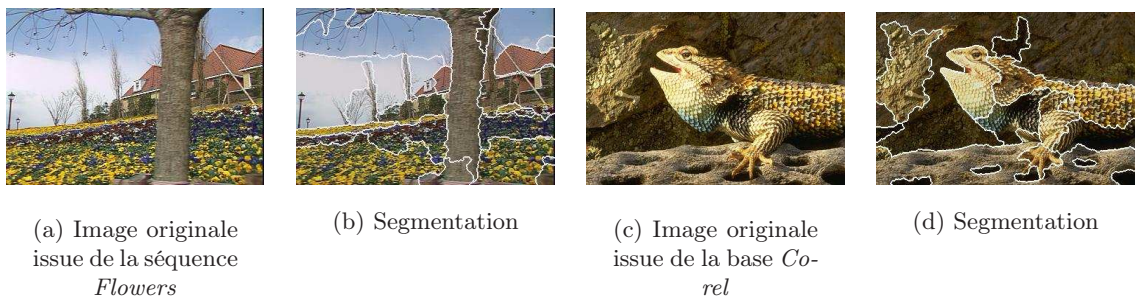 (a) Image originale
issue de la séquence
Flowers
(b) Segmentation
(c) Image originale
issue de la base Co-
rel
(d) Segmentation